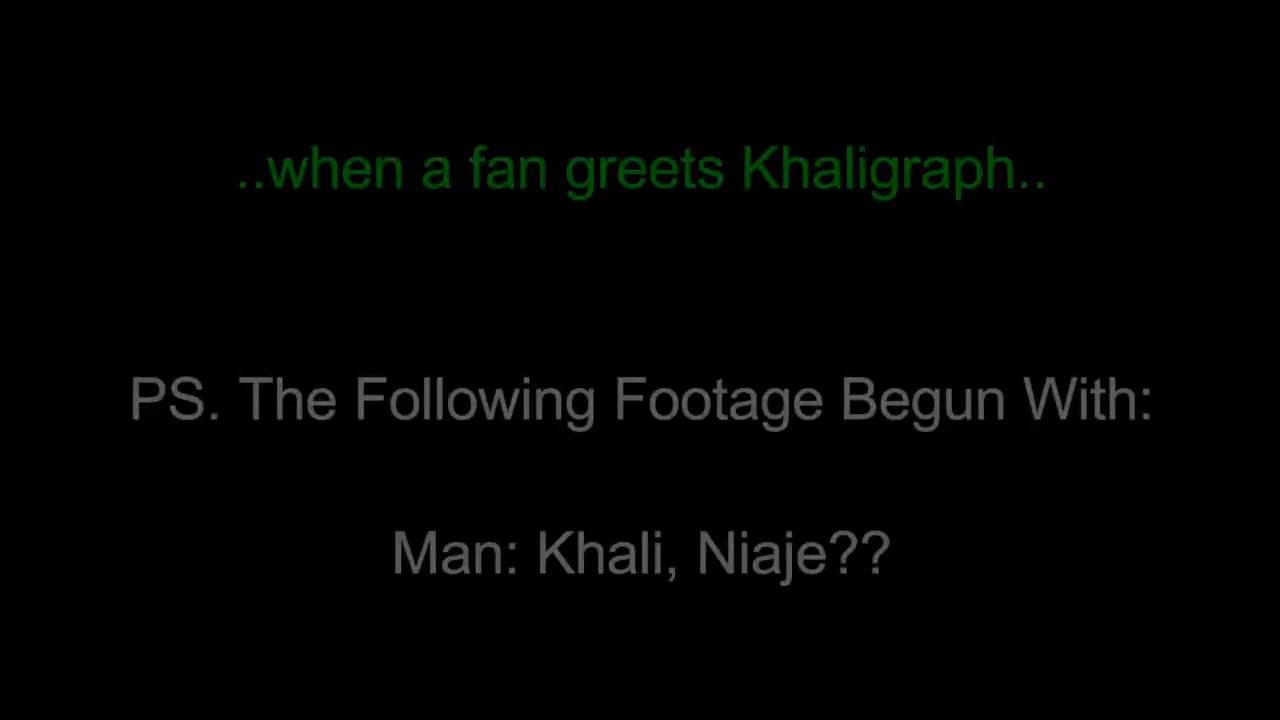 ..when a fan greets Khaligraph..
PS. The Following Footage Begun With:
Man: Khali, Niaje??